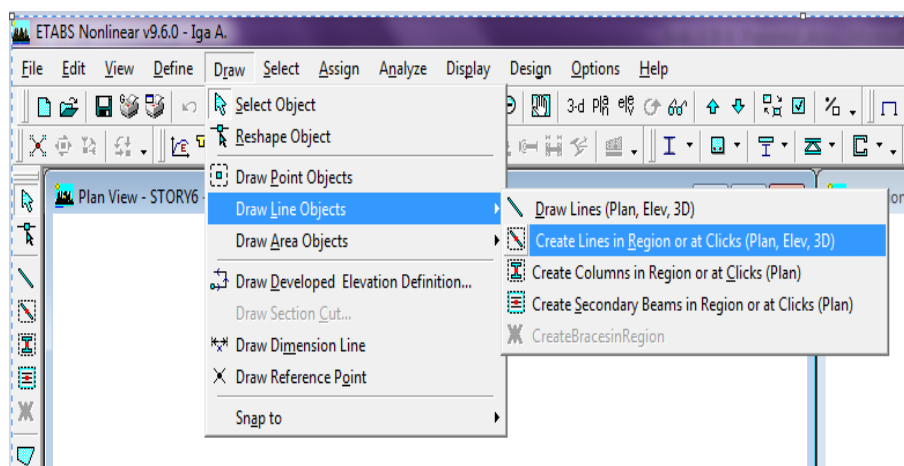 ETABS Nonlinear v9.6.0 - Iga A.
File Edit View Define Draw Select Assign Analyze Display Design Options Help
3-d
Select Object
Reshape Object
Draw Point Objects
Draw Line Objects
Draw Area Objects
Draw Developed Elevation Definition...
Draw Section Cut...
Draw Dimension Line
Draw Reference Point
Snap to
Plan View - STORY6 -
Draw Lines (Plan, Elev, 3D)
Create Lines in Region or at Clicks (Plan, Elev, 3D)
Create Columns in Region or at Clicks (Plan)
Create Secondary Beams in Region or at Clicks (Plan)
CreateBracesinRegion